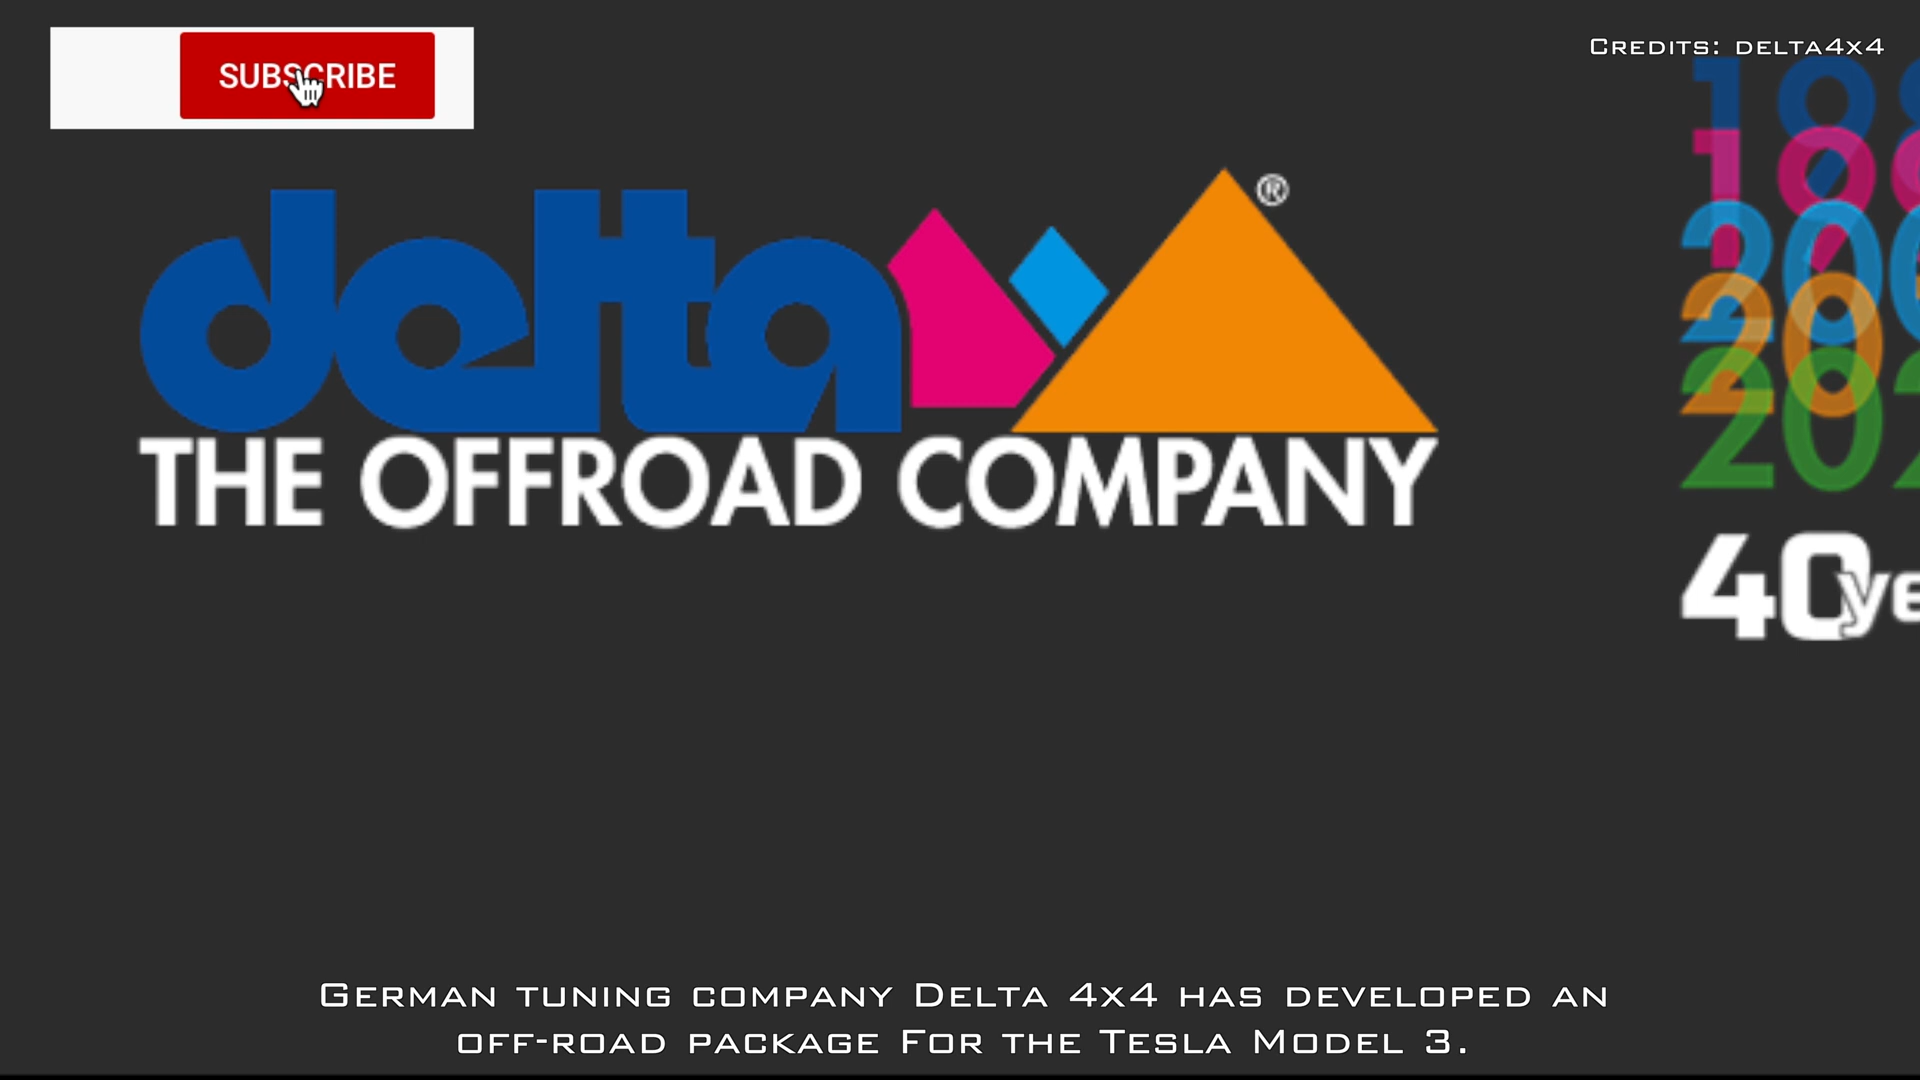 SUBSCRIBE
Credits: delta4x4
delta
®
THE OFFROAD COMPANY
40
German tuning company Delta 4x4 has developed an
off-road package For the Tesla Model 3.